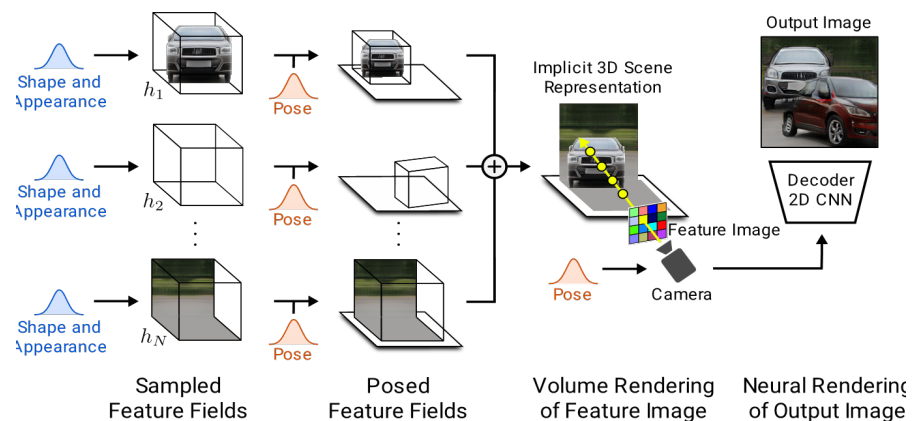 Shape and
Appearance
h1
Pose
Implicit 3D Scene
Representation
Output Image
Shape and
Appearance
h2
Pose
Feature Image
Decoder
2D CNN
Shape and
Appearance
hN
Pose
Pose
Camera
Sampled
Feature Fields
Posed
Feature Fields
Volume Rendering
of Feature Image
Neural Rendering
of Output Image